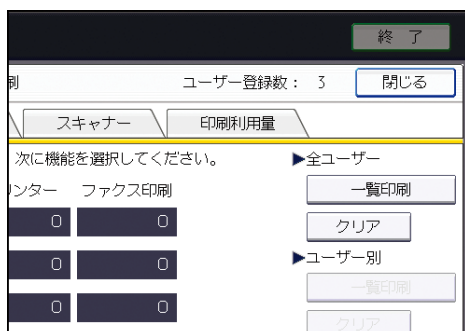 終 了
刷 ユーザー登録数： 3 閉じる
スキャナー 印刷利用量
次に機能を選択してください。 ▶全ユーザー
リンター ファクス印刷 一覧印刷
0 0 クリア
0 0 ▶ユーザー別
一覧印刷
0 0 クリア